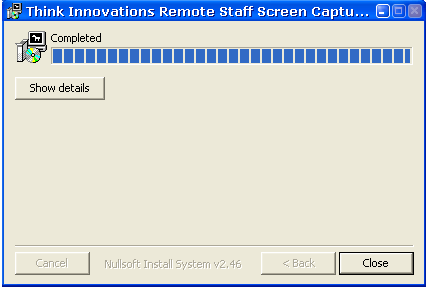 Think Innovations Remote Staff Screen Captu...
Completed
Show details
Cancel
Nullsoft Install System v2.46
< Back
Close